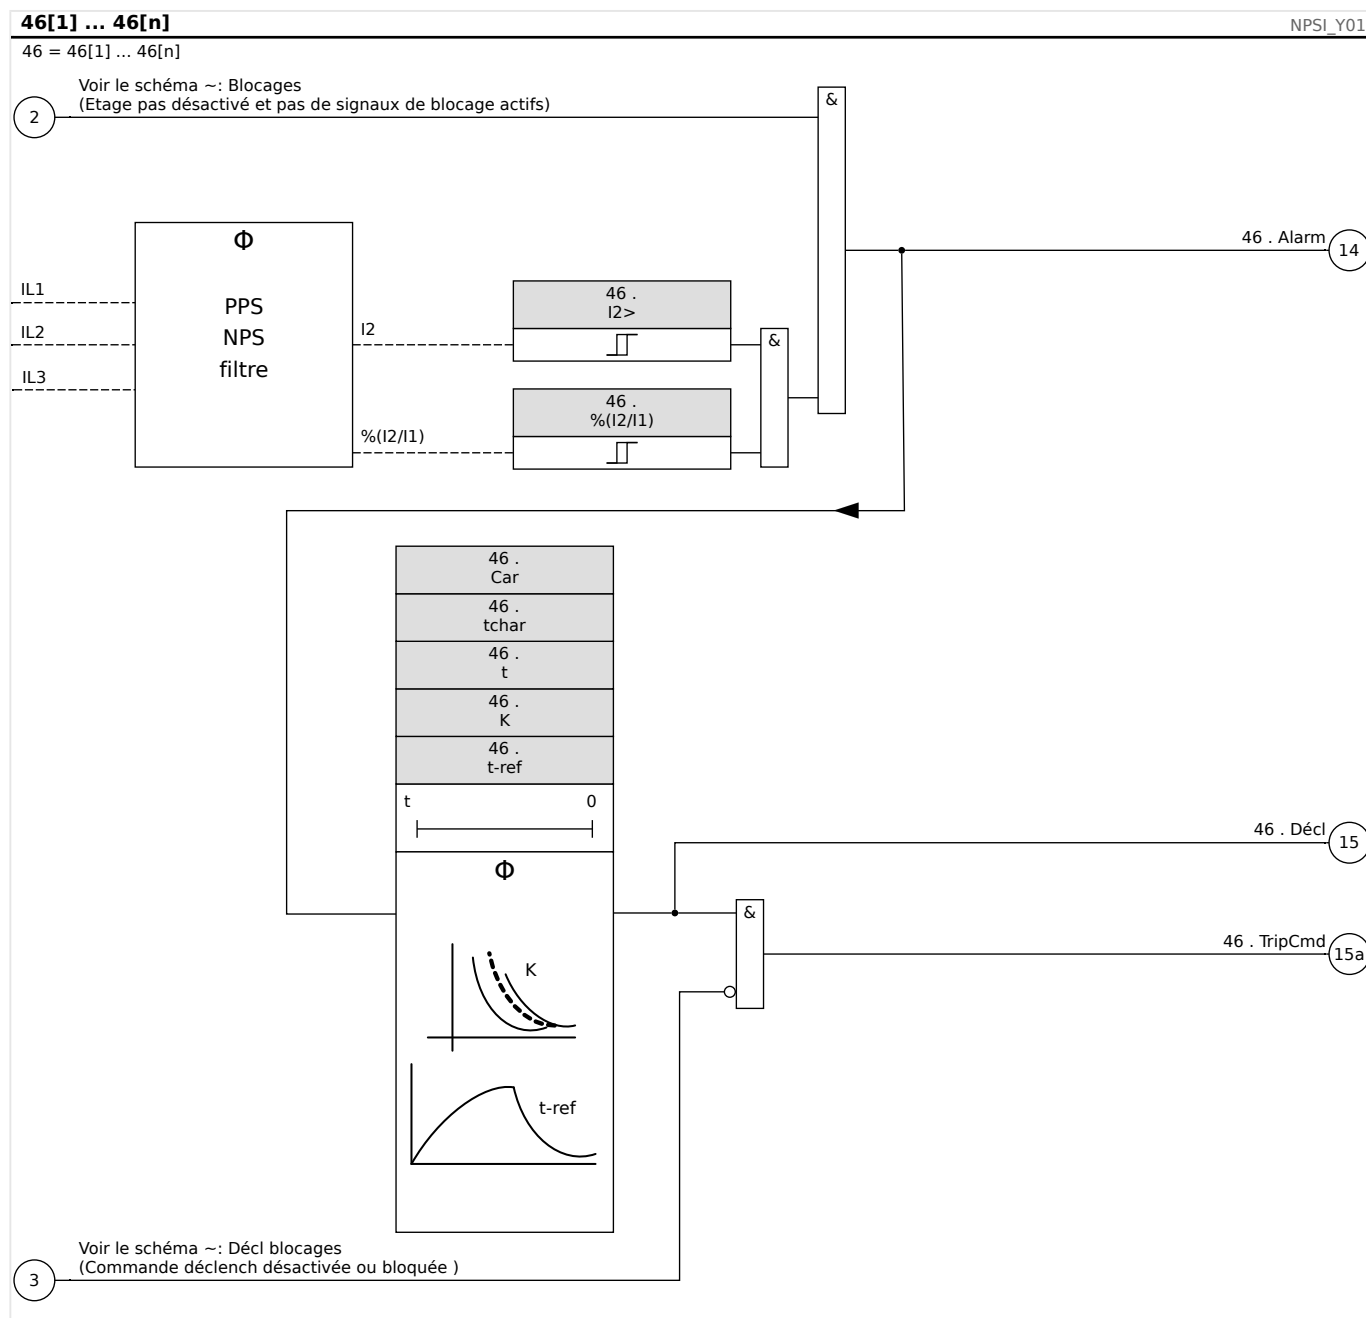 46[1] ... 46[n]
NPSI_Y01
46 = 46[1] ... 46[n]
Voir le schéma ~: Blocages
(Etage pas désactivé et pas de signaux de blocage actifs)
2
&
Φ
PPS
NPS
filtre
IL1
IL2
IL3
I2
%(I2/I1)
46 .
I2>
46 .
%(I2/I1)
&
46 . Alarm
14
46 .
Car
46 .
tchar
46 .
t
46 .
K
46 .
t-ref
t
0
Φ
K
t-ref
46 . Décl
15
&
46 . TripCmd
15a
Voir le schéma ~: Décl blocages
(Commande déclench désactivée ou bloquée )
3